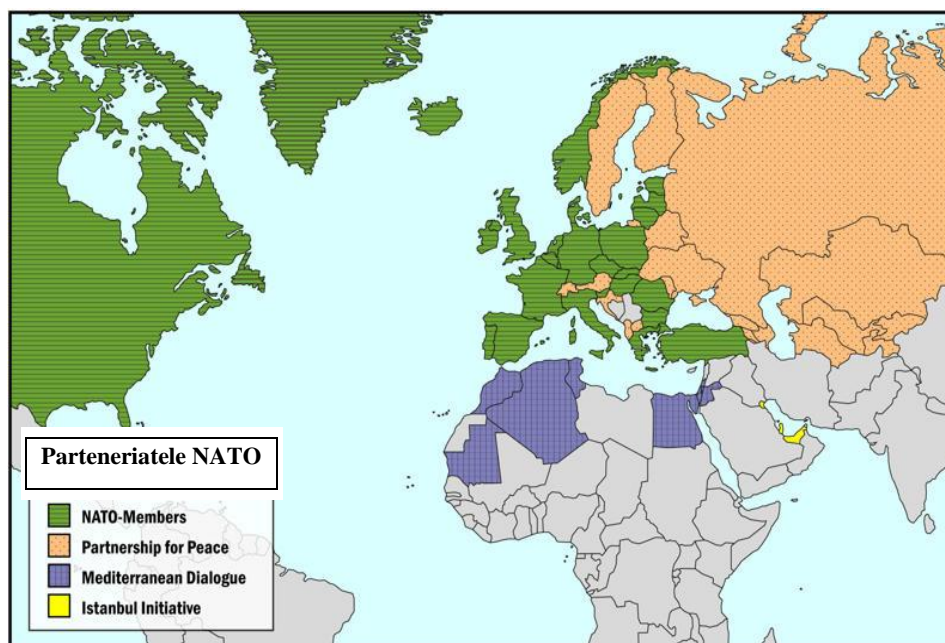 Parteneriatele NATO
NATO-Members
Partnership for Peace
Mediterranean Dialogue
Istanbul Initiative